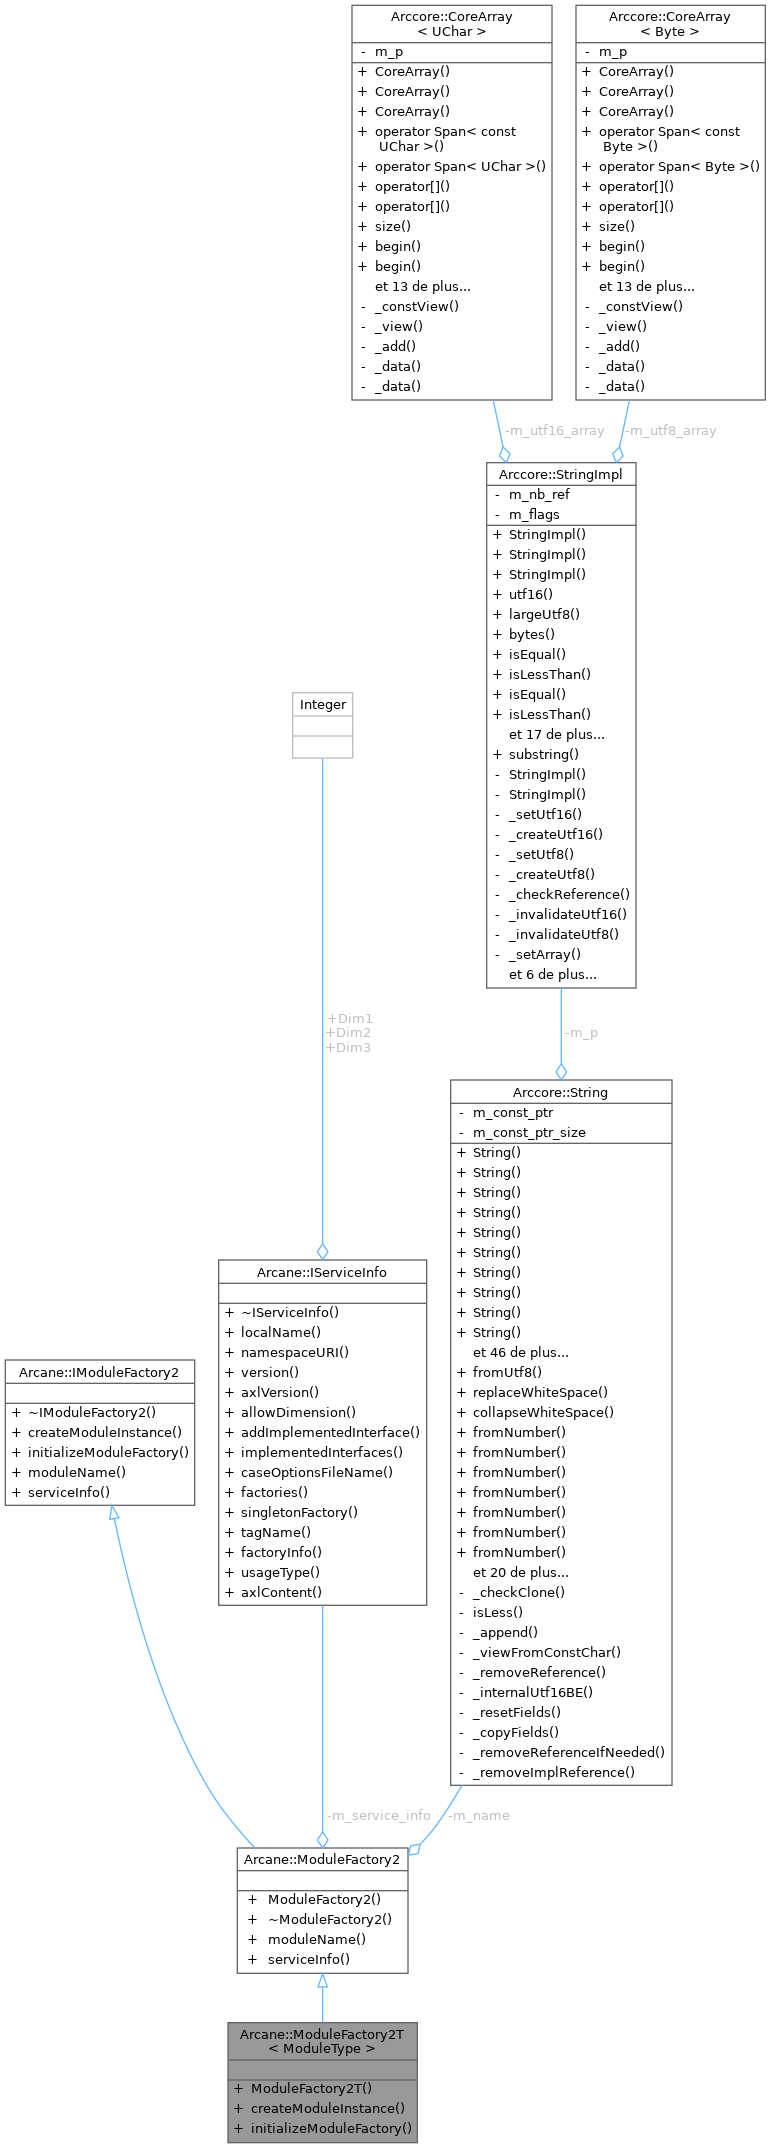 Arccore::CoreArray
< UChar >
- m_p
+ CoreArray()
+ CoreArray()
+ CoreArray()
+ operator Span< const
UChar >()
+ operator Span< UChar >()
+ operator[]()
+ operator[]()
+ size()
+ begin()
+ begin()
et 13 de plus...
- _constView()
- _view()
- _add()
- _data()
- _data()
Arccore::CoreArray
< Byte >
- m_p
+ CoreArray()
+ CoreArray()
+ CoreArray()
+ operator Span< const
Byte >()
+ operator Span< Byte >()
+ operator[]()
+ operator[]()
+ size()
+ begin()
+ begin()
et 13 de plus...
- _constView()
- _view()
- _add()
- _data()
- _data()
-m_utf16_array
-m_utf8_array
Arccore::StringImpl
- m_nb_ref
- m_flags
+ StringImpl()
+ StringImpl()
+ StringImpl()
+ utf16()
+ largeUtf8()
+ bytes()
+ isEqual()
+ isLessThan()
+ isEqual()
+ isLessThan()
et 17 de plus...
+ substring()
- StringImpl()
- StringImpl()
- _setUtf16()
- _createUtf16()
- _setUtf8()
- _createUtf8()
- _checkReference()
- _invalidateUtf16()
- _invalidateUtf8()
- _setArray()
et 6 de plus...
Integer
+Dim1
+Dim2
+Dim3
-m_p
Arccore::String
- m_const_ptr
- m_const_ptr_size
+ String()
+ String()
+ String()
+ String()
+ String()
+ String()
+ String()
+ String()
+ String()
+ String()
et 46 de plus...
+ fromUtf8()
+ replaceWhiteSpace()
+ collapseWhiteSpace()
+ fromNumber()
+ fromNumber()
+ fromNumber()
+ fromNumber()
+ fromNumber()
+ fromNumber()
+ fromNumber()
et 20 de plus...
- _checkClone()
- isLess()
- _append()
- _viewFromConstChar()
- _removeReference()
- _internalUtf16BE()
- _resetFields()
- _copyFields()
- _removeReferenceIfNeeded()
- _removeImplReference()
Arcane::IServiceInfo
+ ~IServiceInfo()
+ localName()
+ namespaceURI()
+ version()
+ axlVersion()
+ allowDimension()
+ addImplementedInterface()
+ implementedInterfaces()
+ caseOptionsFileName()
+ factories()
+ singletonFactory()
+ tagName()
+ factoryInfo()
+ usageType()
+ axlContent()
Arcane::IModuleFactory2
+ ~IModuleFactory2()
+ createModuleInstance()
+ initializeModuleFactory()
+ moduleName()
+ serviceInfo()
-m_service_info
-m_name
Arcane::ModuleFactory2
+ ModuleFactory2()
+ ~ModuleFactory2()
+ moduleName()
+ serviceInfo()
Arcane::ModuleFactory2T
< ModuleType >
+ ModuleFactory2T()
+ createModuleInstance()
+ initializeModuleFactory()